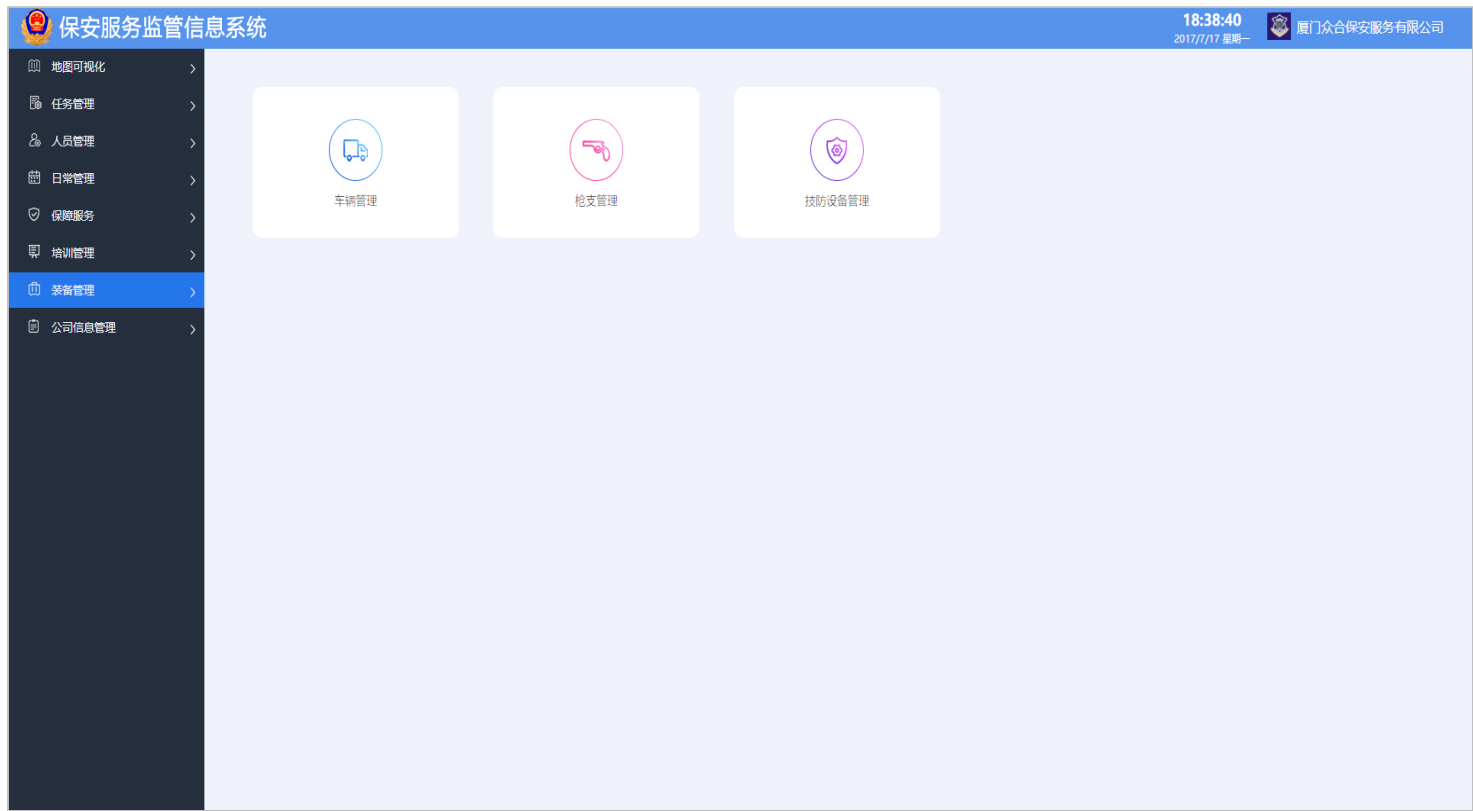 保安服务监管信息系统
18:38:40
2017/7/17 星期一
厦门众合保安服务有限公司
地图可视化
任务管理
人员管理
日常管理
保障服务
培训管理
装备管理
公司信息管理
车辆管理
枪支管理
技防设备管理